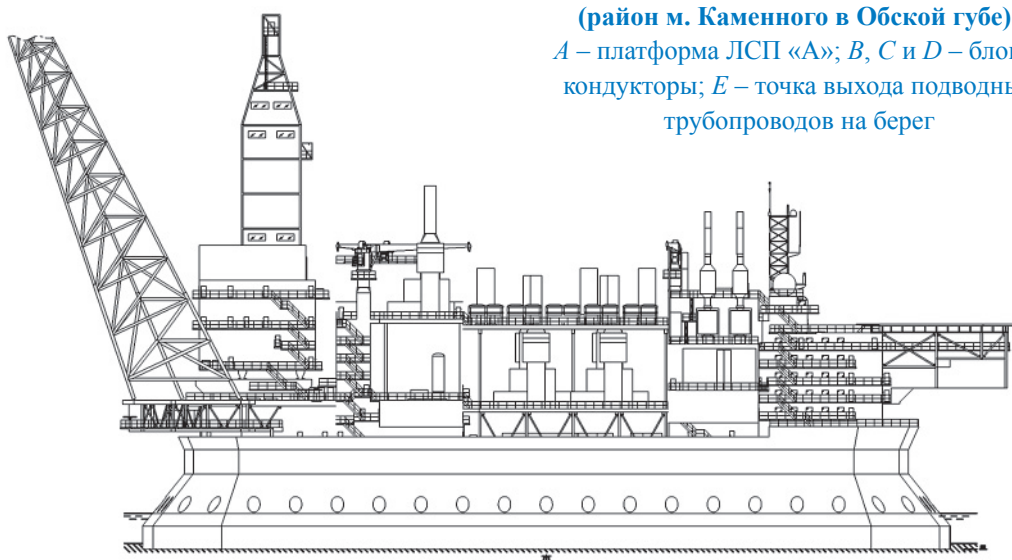 (район м. Каменного в Обской губе)
A – платформа ЛСП «А»; B, C и D – бло
кондукторы; E – точка выхода подводны
трубопроводов на берег